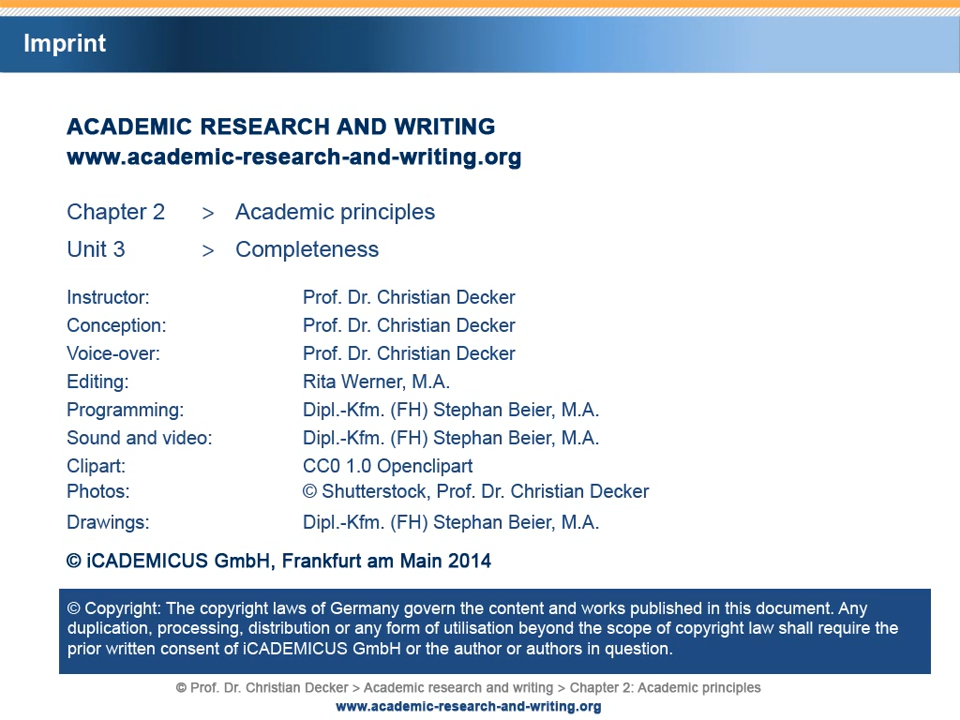 Imprint
ACADEMIC RESEARCH AND WRITING
www.academic-research-and-writing.org
Chapter 2 > Academic principles
Unit 3 > Completeness
Instructor: Prof. Dr. Christian Decker
Conception: Prof. Dr. Christian Decker
Voice-over: Prof. Dr. Christian Decker
Editing: Rita Werner, M.A.
Programming: Dipl.-Kfm. (FH) Stephan Beier, M.A.
Sound and video: Dipl.-Kfm. (FH) Stephan Beier, M.A.
Clipart: CC0 1.0 Openclipart
Photos: © Shutterstock, Prof. Dr. Christian Decker
Drawings: Dipl.-Kfm. (FH) Stephan Beier, M.A.
© iCADEMICUS GmbH, Frankfurt am Main 2014
© Copyright: The copyright laws of Germany govern the content and works published in this document. Any
duplication, processing, distribution or any form of utilisation beyond the scope of copyright law shall require the
prior written consent of iCADEMICUS GmbH or the author or authors in question.
© Prof. Dr. Christian Decker > Academic research and writing > Chapter 2: Academic principles
www.academic-research-and-writing.org